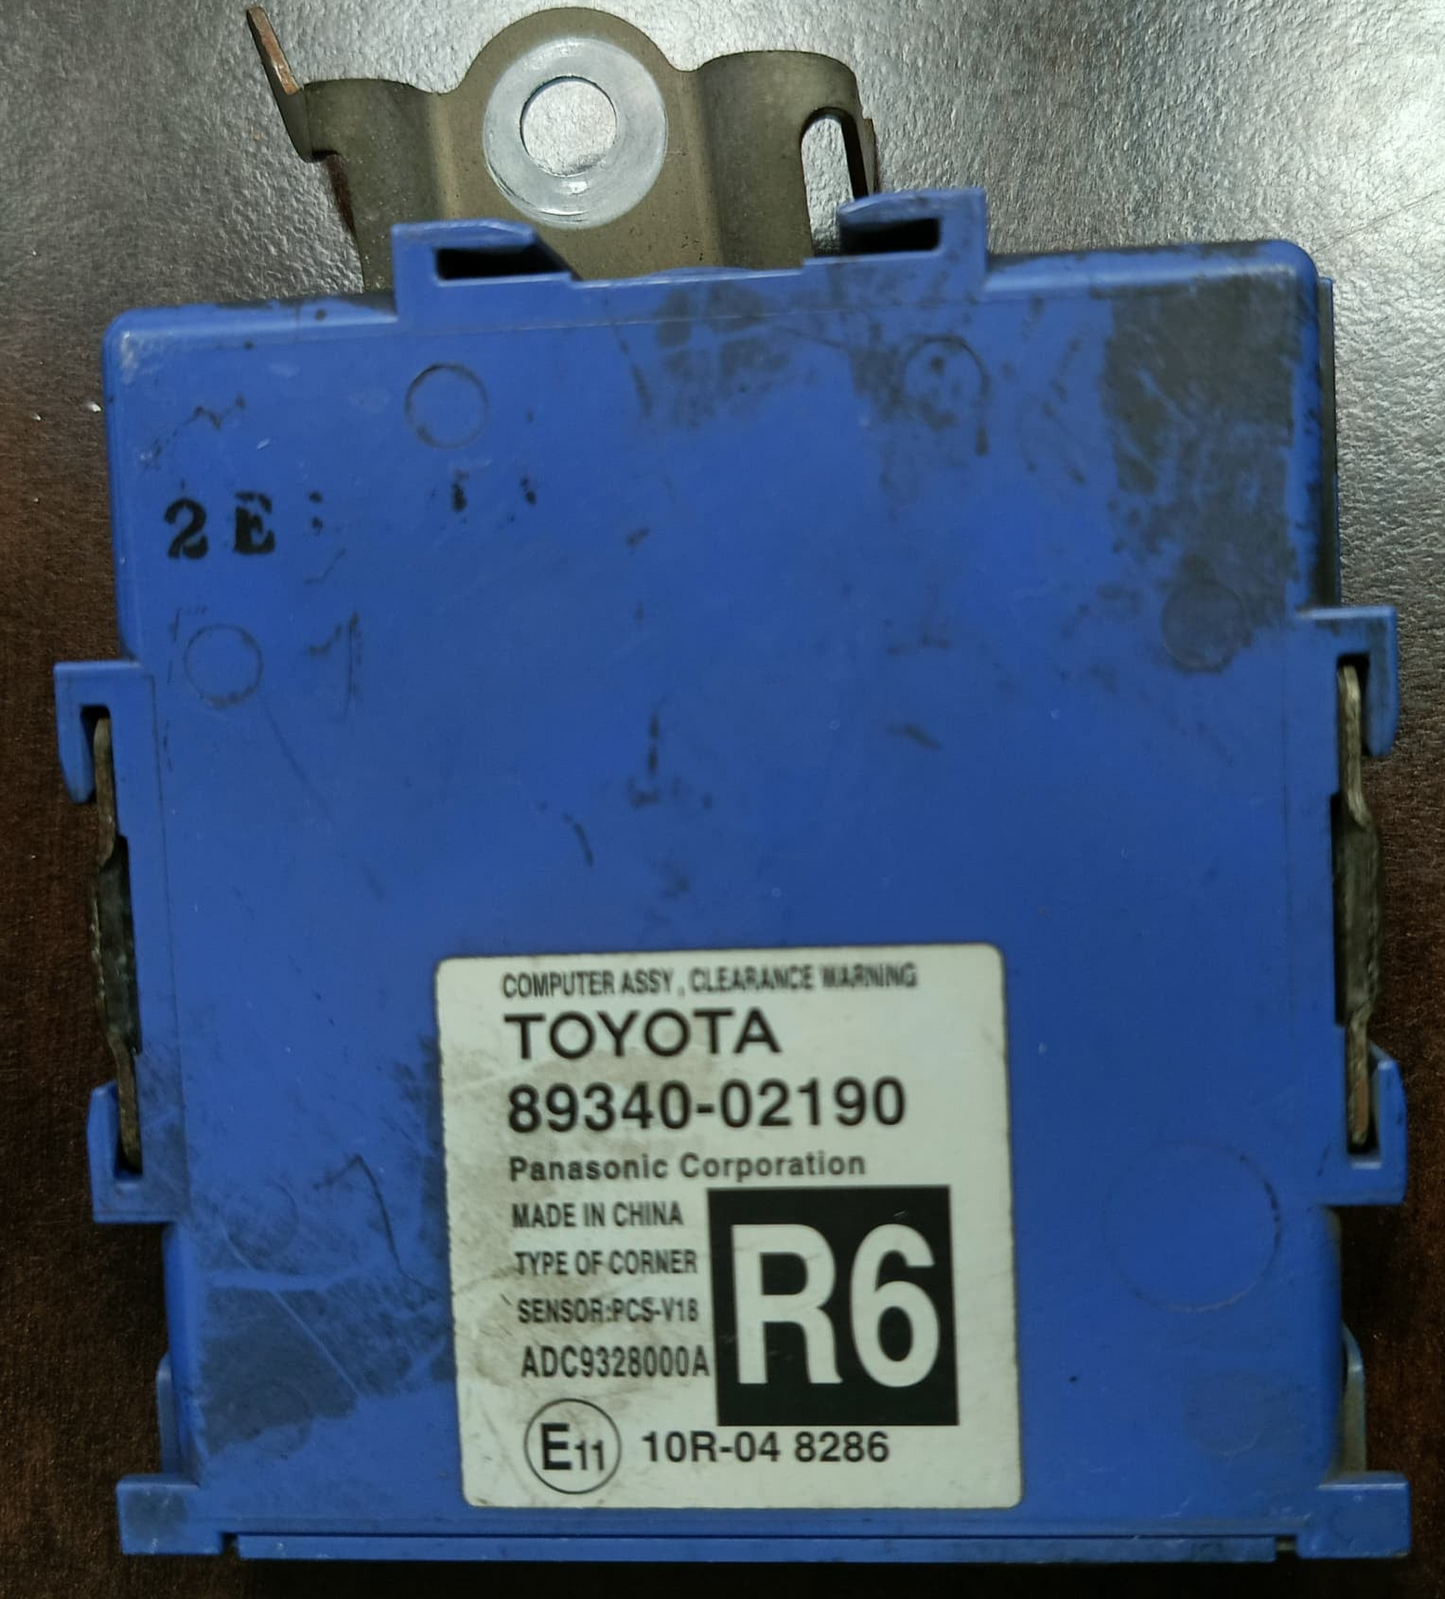 2E
COMPUTER ASSY, CLEARANCE WARNING
TOYOTA
89340-02190
Panasonic Corporation
MADE IN CHINA
TYPE OF CORNER
SENSOR:PCS-V18
ADC9328000A
R6
E11 10R-04 8286